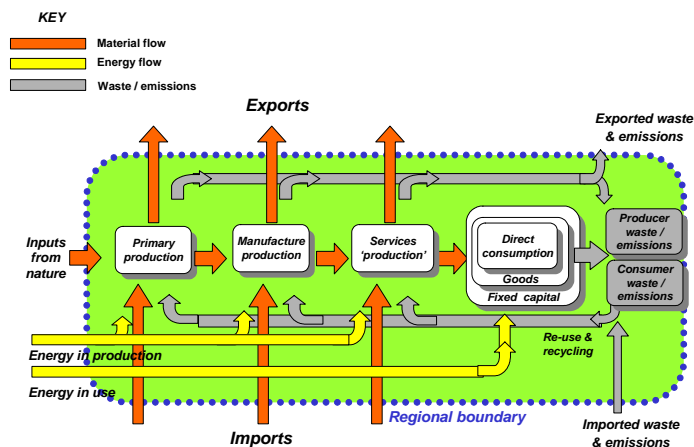 KEY
Material flow
Energy flow
Waste / emissions
Exports
Exported waste
& emissions
Inputs
from
nature
Primary
production
Manufacture
production
Services
‘production’
Direct
consumption
Goods
Fixed capital
Producer
waste /
emissions
Consumer
waste /
emissions
Re-use &
recycling
Energy in production
Energy in use
Regional boundary
Imports
Imported waste
& emissions